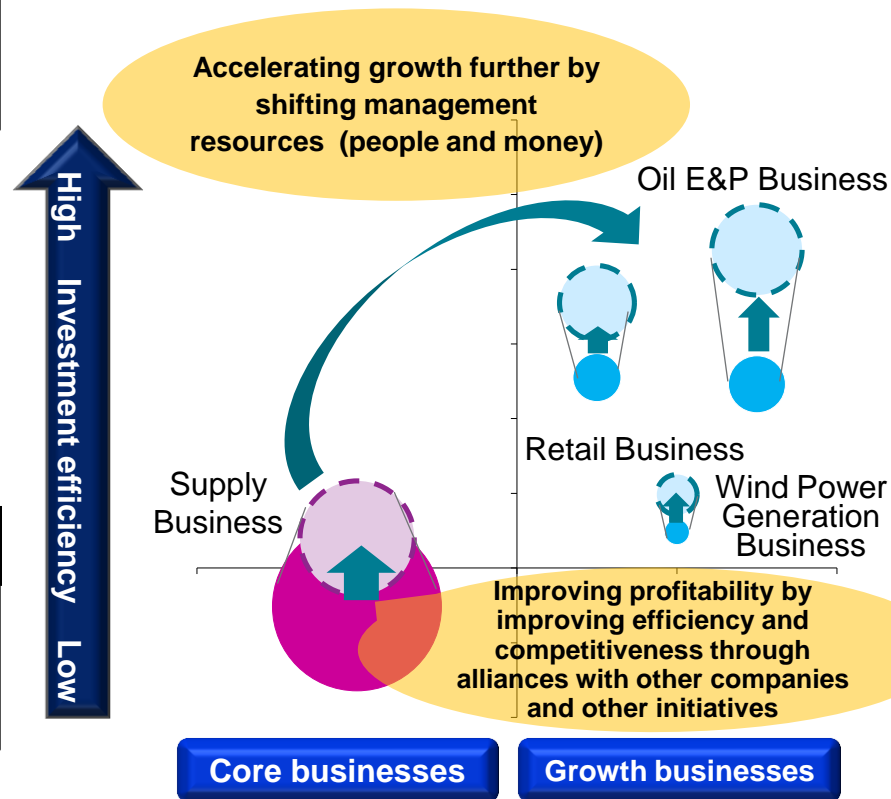 Accelerating growth further by
shifting management
resources (people and money)
High Investment efficiency Low
Oil E&P Business
Retail Business
Supply
Business
Wind Power
Generation
Business
Improving profitability by
improving efficiency and
competitiveness through
alliances with other companies
and other initiatives
Core businesses
Growth businesses